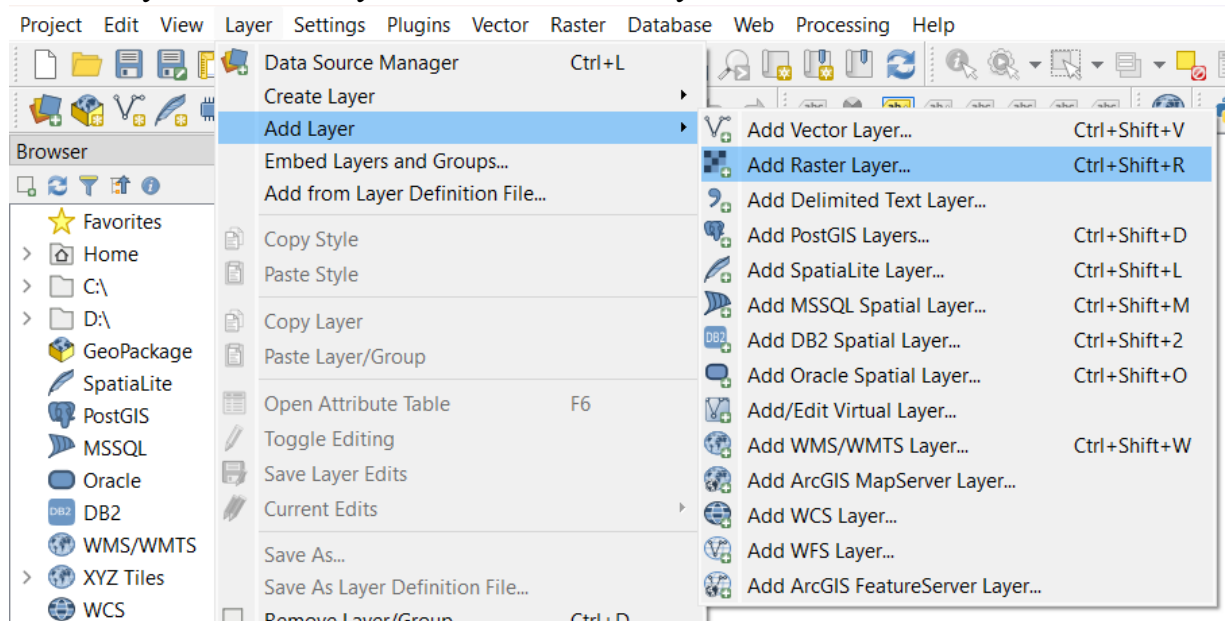 Project Edit View Layer Settings Plugins Vector Raster Database Web Processing Help
Data Source Manager Ctrl+L
Create Layer
Add Layer
Embed Layers and Groups...
Add from Layer Definition File...
Copy Style
Paste Style
Copy Layer
Paste Layer/Group
Open Attribute Table F6
Toggle Editing
Save Layer Edits
Current Edits
Save As...
Save As Layer Definition File...
Remove Layer/Group Ctrl+D
Add Vector Layer... Ctrl+Shift+V
Add Raster Layer... Ctrl+Shift+R
Add Delimited Text Layer...
Add PostGIS Layers... Ctrl+Shift+D
Add SpatiaLite Layer... Ctrl+Shift+L
Add MSSQL Spatial Layer... Ctrl+Shift+M
DB2 Add DB2 Spatial Layer... Ctrl+Shift+2
Add Oracle Spatial Layer... Ctrl+Shift+O
Add/Edit Virtual Layer...
Add WMS/WMTS Layer... Ctrl+Shift+W
Add ArcGIS MapServer Layer...
Add WCS Layer...
Add WFS Layer...
Add ArcGIS FeatureServer Layer...
Browser
Favorites
Home
C:\
D:\
GeoPackage
SpatiaLite
PostGIS
MSSQL
Oracle
DB2 DB2
WMS/WMTS
XYZ Tiles
WCS